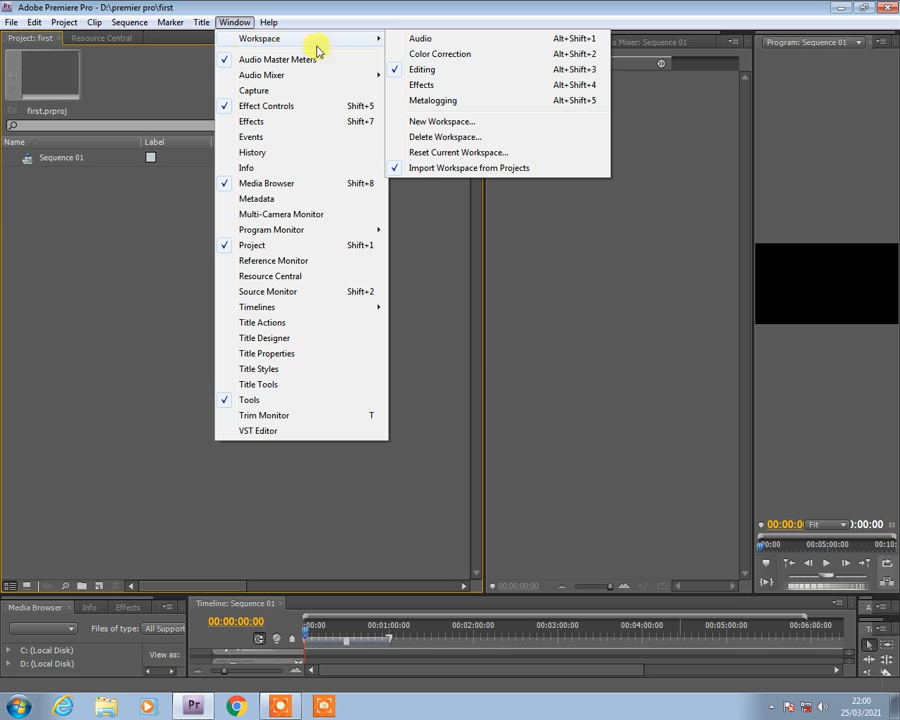 Adobe Premiere Pro - D:\premier pro\first
File Edit Project Clip Sequence Marker Title Window Help
Project: first × Resource Central
Workspace
Audio Master Meters
Audio Mixer
Capture
Effect Controls Shift+5
Effects Shift+7
Events
History
Info
Media Browser Shift+8
Metadata
Multi-Camera Monitor
Program Monitor
Project Shift+1
Reference Monitor
Resource Central
Source Monitor Shift+2
Timelines
Title Actions
Title Designer
Title Properties
Title Styles
Title Tools
Tools
Trim Monitor T
VST Editor
Audio Alt+Shift+1
Color Correction Alt+Shift+2
Editing Alt+Shift+3
Effects Alt+Shift+4
Metalogging Alt+Shift+5
New Workspace...
Delete Workspace...
Reset Current Workspace...
Import Workspace from Projects
Mixer: Sequence 01
Program: Sequence 01
first.prproj
Name Label
Sequence 01
00:00:0 Fit 0:00:00
00:00:00:00
00:00 00:05:00:00 00:10:
Media Browser Info Effects
Files of type: All Support
C: (Local Disk)
D: (Local Disk)
View as:
Timeline: Sequence 01 ×
00:00:00:00
:00:00 00:01:00:00 00:02:00:00 00:03:00:00 00:04:00:00 00:05:00:00 00:06:00:00
A
T
Pr
22:00
25/03/2021